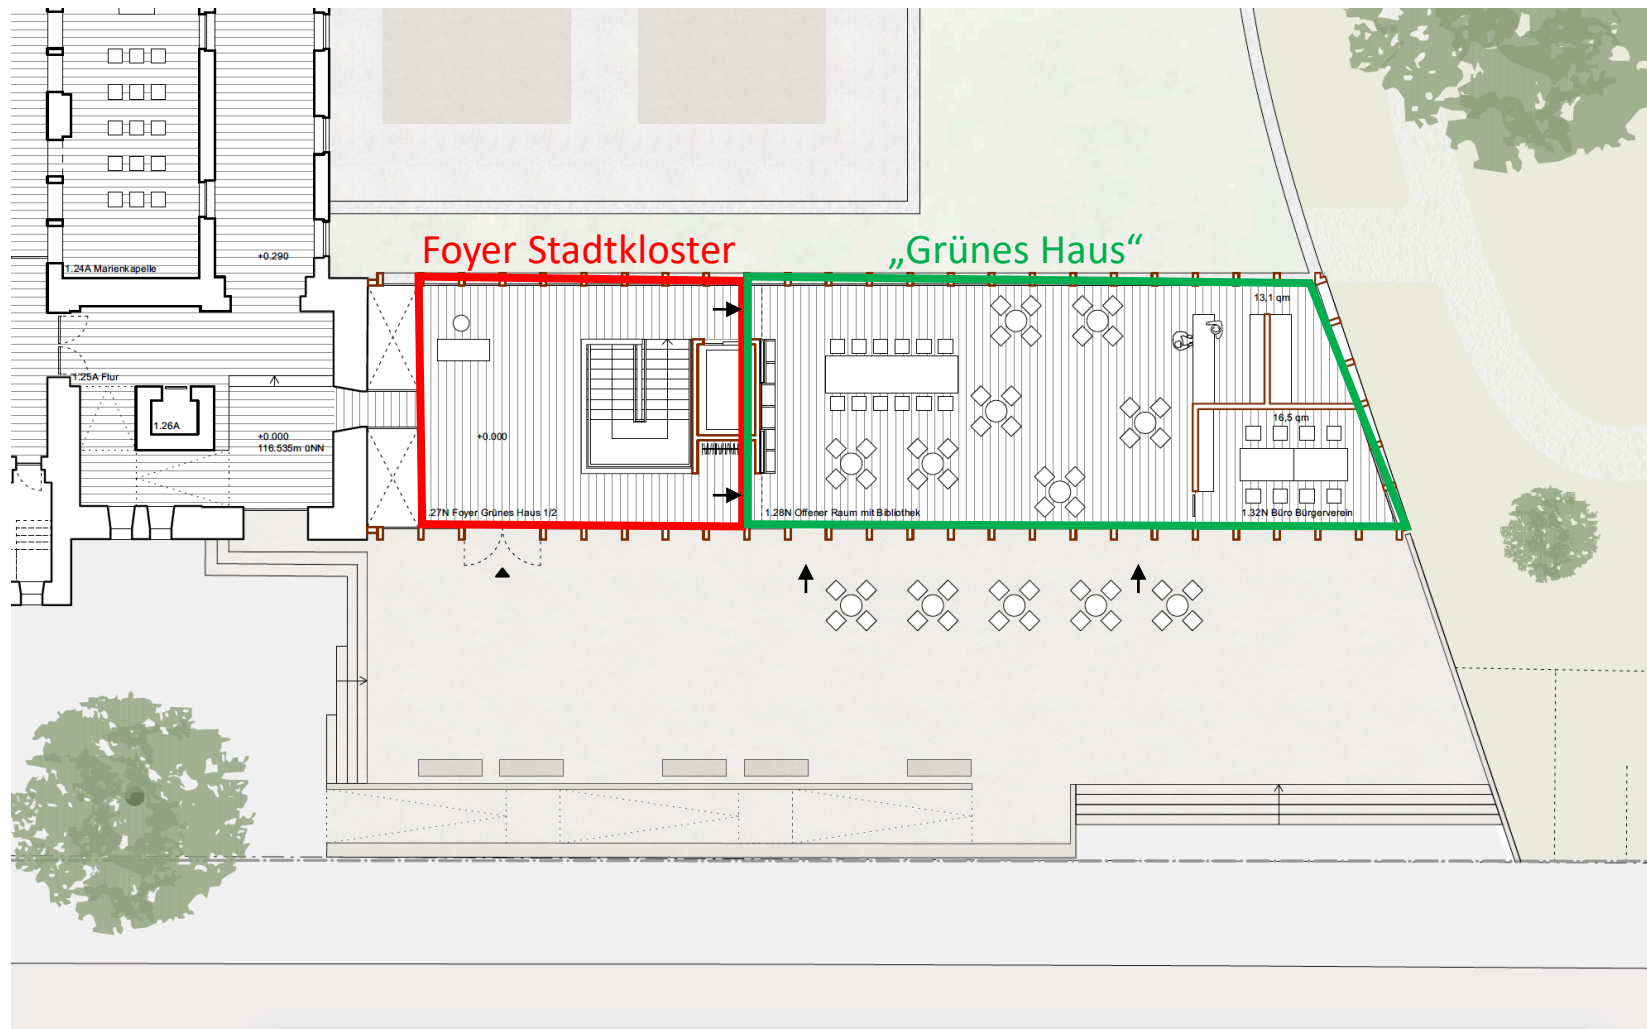 Foyer Stadtkloster
„Grünes Haus“
+0.290
1.24A Marienkapelle
13,1 qm
1.25A Flur
1.26A
+0.000
116.535m üNN
+0.000
16,5 qm
.27N Foyer Grünes Haus 1/2
1.28N Offener Raum mit Bibliothek
1.32N Büro Bürgerverein